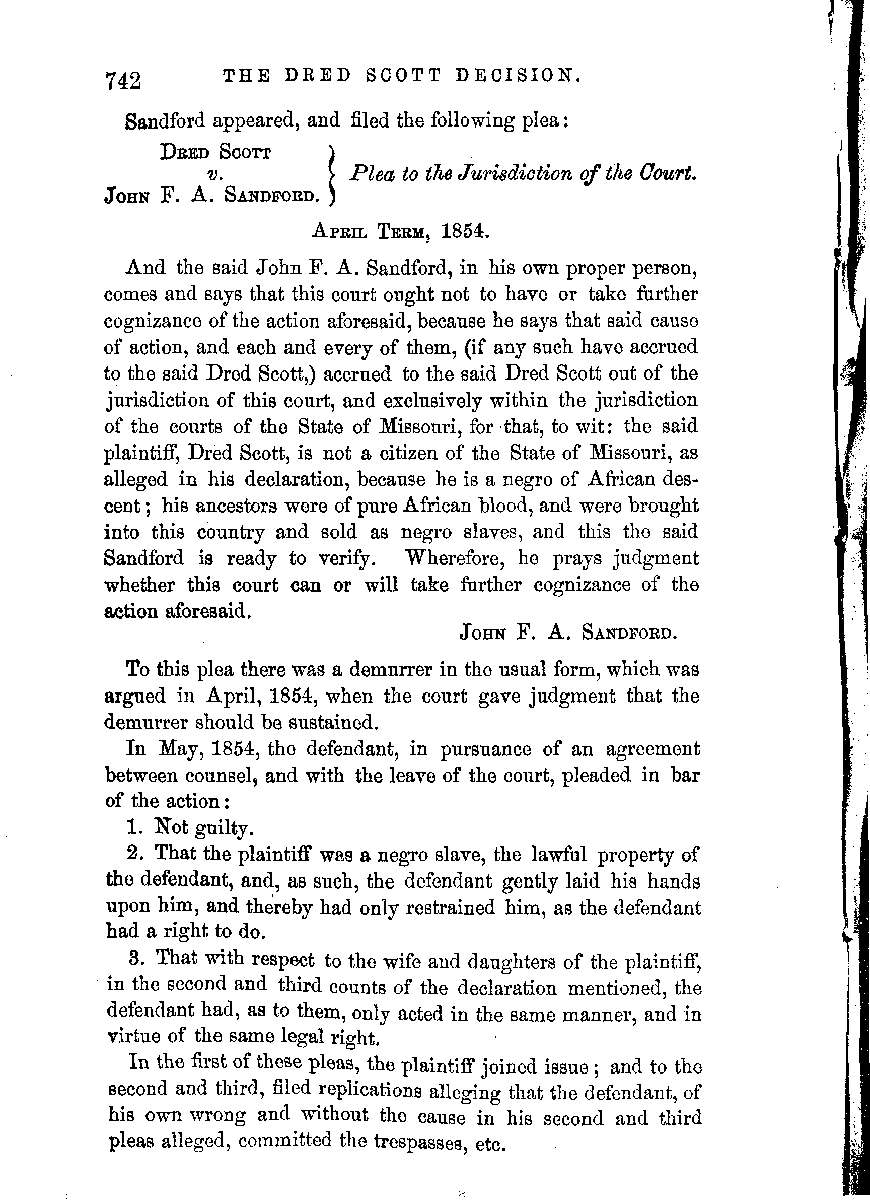 742 THE DRED SCOTT DECISION.
Sandford appeared, and filed the following plea:
DRED SCOTT
v.
JOHN F. A. SANDFORD.
} Plea to the Jurisdiction of the Court.
APRIL TERM, 1854.
And the said John F. A. Sandford, in his own proper person,
comes and says that this court ought not to have or take further
cognizance of the action aforesaid, because he says that said cause
of action, and each and every of them, (if any such have accrued
to the said Dred Scott,) accrued to the said Dred Scott out of the
jurisdiction of this court, and exclusively within the jurisdiction
of the courts of the State of Missouri, for that, to wit: the said
plaintiff, Dred Scott, is not a citizen of the State of Missouri, as
alleged in his declaration, because he is a negro of African des-
cent; his ancestors were of pure African blood, and were brought
into this country and sold as negro slaves, and this the said
Sandford is ready to verify. Wherefore, he prays judgment
whether this court can or will take further cognizance of the
action aforesaid.
JOHN F. A. SANDFORD.
To this plea there was a demurrer in the usual form, which was
argued in April, 1854, when the court gave judgment that the
demurrer should be sustained.
In May, 1854, the defendant, in pursuance of an agreement
between counsel, and with the leave of the court, pleaded in bar
of the action:
1. Not guilty.
2. That the plaintiff was a negro slave, the lawful property of
the defendant, and, as such, the defendant gently laid his hands
upon him, and thereby had only restrained him, as the defendant
had a right to do.
3. That with respect to the wife and daughters of the plaintiff,
in the second and third counts of the declaration mentioned, the
defendant had, as to them, only acted in the same manner, and in
virtue of the same legal right.
In the first of these pleas, the plaintiff joined issue; and to the
second and third, filed replications alleging that the defendant, of
his own wrong and without the cause in his second and third
pleas alleged, committed the trespasses, etc.